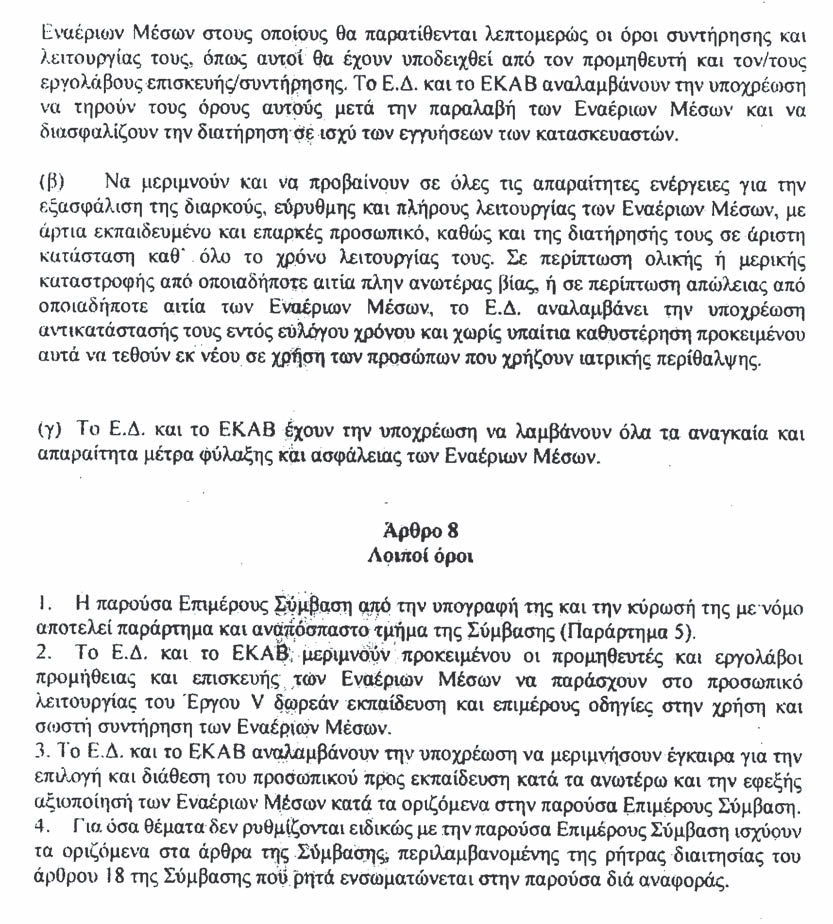 Εναέριων Μέσων στους οποίους θα παρατίθενται λεπτομερώς οι όροι συντήρησης και
λειτουργίας τους, όπως αυτοί θα έχουν υποδειχθεί από τον προμηθευτή και τον/τους
εργολάβους επισκευής/συντήρησης. Το Ε.Δ. και το ΕΚΑΒ αναλαμβάνουν την υποχρέωση
να τηρούν τους όρους αυτούς μετά την παραλαβή των Εναέριων Μέσων και να
διασφαλίζουν την διατήρηση σε ισχύ των εγγυήσεων των κατασκευαστών.
(β) Να μεριμνούν και να προβαίνουν σε όλες τις απαραίτητες ενέργειες για την
εξασφάλιση της διαρκούς, εύρυθμης και πλήρους λειτουργίας των Εναέριων Μέσων, με
άρτια εκπαιδευμένο και επαρκές προσωπικό, καθώς και της διατήρησής τους σε άριστη
κατάσταση καθ' όλο το χρόνο λειτουργίας τους. Σε περίπτωση ολικής ή μερικής
καταστροφής από οποιαδήποτε αιτία πλην ανωτέρας βίας, ή σε περίπτωση απώλειας από
οποιαδήποτε αιτία των Εναέριων Μέσων, το Ε.Δ. αναλαμβάνει την υποχρέωση
αντικατάστασής τους εντός εύλόγου χρόνου και χωρίς υπαίτια καθυστέρηση προκειμένου
αυτά να τεθούν εκ νέου σε χρήση των προσώπων που χρήζουν ιατρικής περίθαλψης.
(γ) Το Ε.Δ. και το ΕΚΑΒ έχουν την υποχρέωση να λαμβάνουν όλα τα αναγκαία και
απαραίτητα μέτρα φύλαξης και ασφάλειας των Εναέριων Μέσων.
Άρθρο 8
Λοιποί όροι
1. Η παρούσα Επιμέρους Σύμβαση από την υπογραφή της και την κύρωσή της με νόμο
αποτελεί παράρτημα και αναπόσπαστο τμήμα της Σύμβασης (Παράρτημα 5).
2. Το Ε.Δ. και το ΕΚΑΒ, μεριμνούν προκειμένου οι προμηθευτές και εργολάβοι
προμήθειας και επισκευής των Εναέριων Μέσων να παράσχουν στο προσωπικό
λειτουργίας του Έργου V δωρεάν εκπαίδευση και επιμέρους οδηγίες στην χρήση και
σωστή συντήρηση των Εναέριων Μέσων.
3. Το Ε.Δ. και το ΕΚΑΒ αναλαμβάνουν την υποχρέωση να μεριμνήσουν έγκαιρα για την
επιλογή και διάθεση του προσωπικού προς εκπαίδευση κατά τα ανωτέρω και την εφεξής
αξιοποίησή των Εναέριων Μέσων κατά τα οριζόμενα στην παρούσα Επιμέρους Σύμβαση.
4. Για όσα θέματα δεν ρυθμίζονται ειδικώς με την παρούσα Επιμέρους Σύμβαση ισχύουν
τα οριζόμενα στα άρθρα της Σύμβασης, περιλαμβανομένης της ρήτρας διαιτησίας του
άρθρου 18 της Σύμβασης που ρητά ενσωματώνεται στην παρούσα διά αναφοράς.